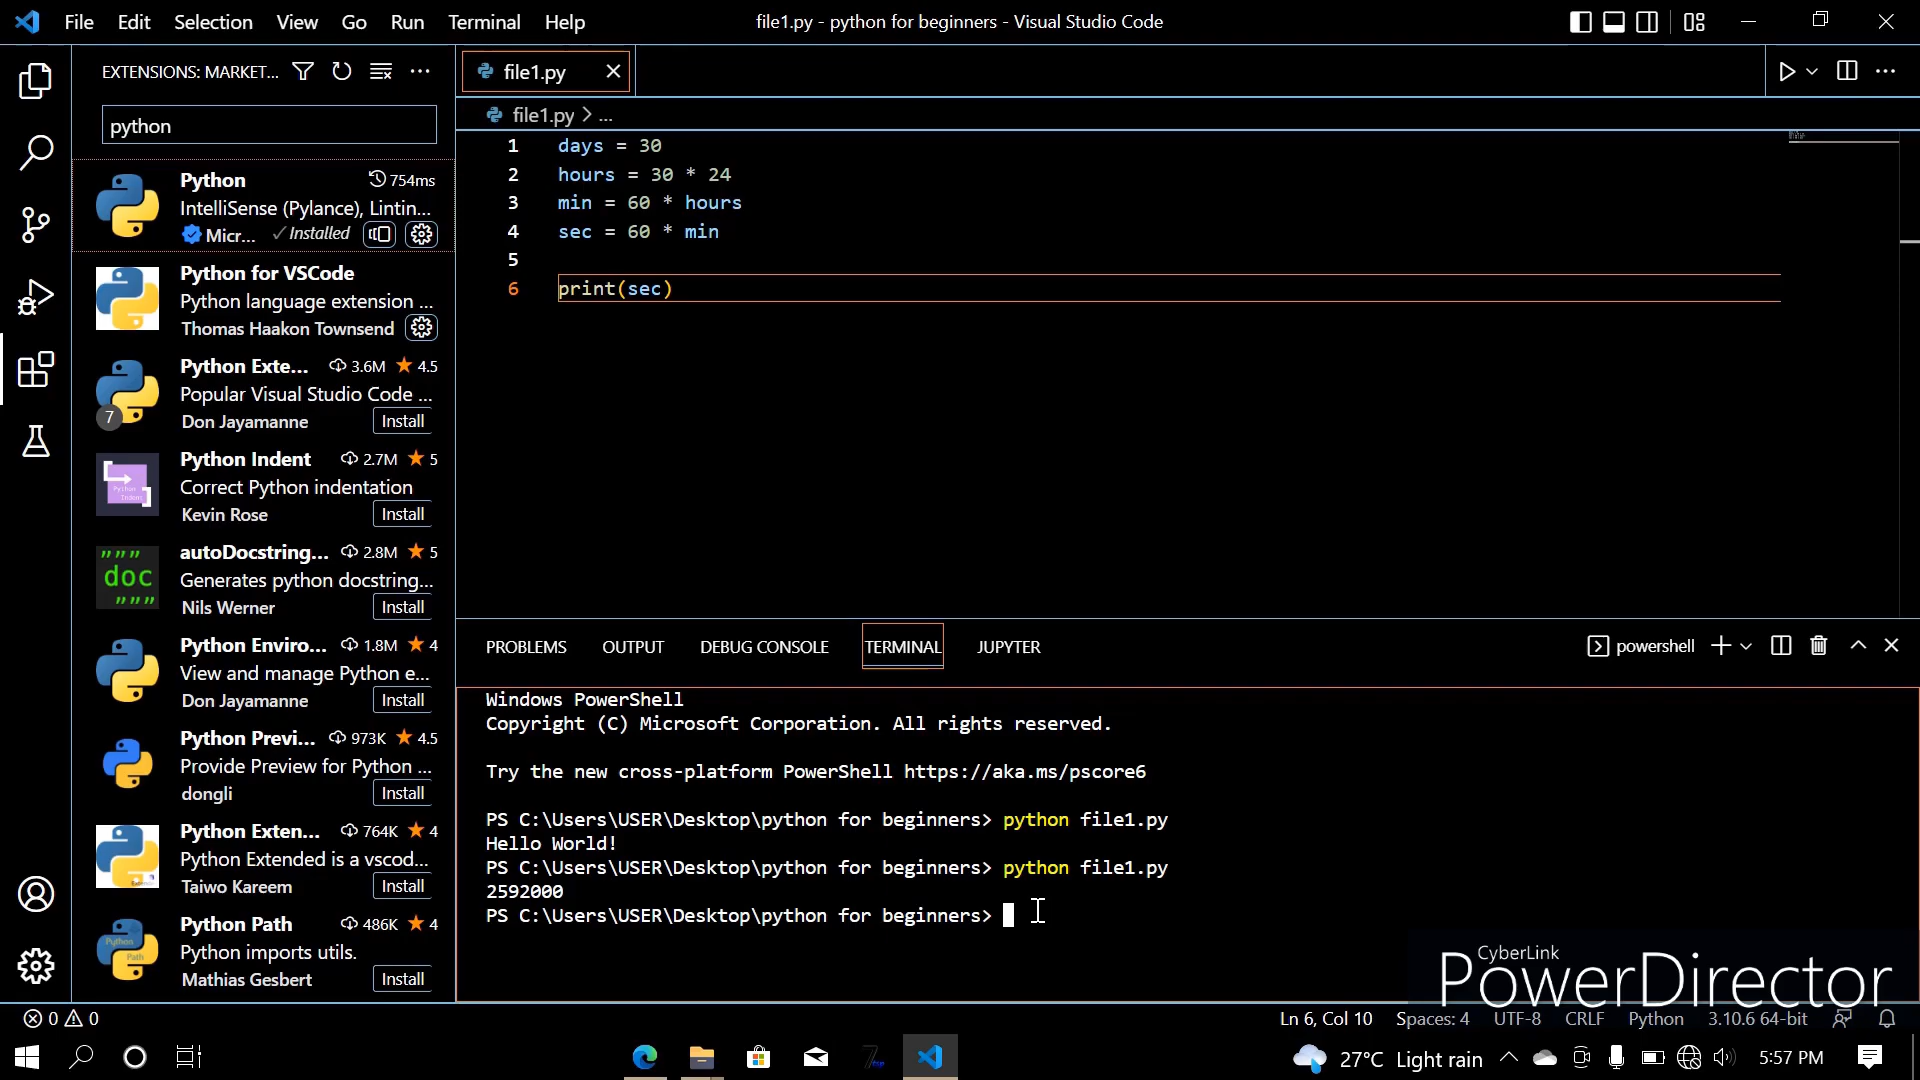 File Edit Selection View Go Run Terminal Help
file1.py - python for beginners - Visual Studio Code
EXTENSIONS: MARKET...
python
Python 754ms
IntelliSense (Pylance), Lintin...
Micr... ✓Installed
Python for VSCode
Python language extension ...
Thomas Haakon Townsend
Python Exte... 3.6M ★ 4.5
Popular Visual Studio Code ...
7
Don Jayamanne Install
Python Indent 2.7M ★ 5
Correct Python indentation
Kevin Rose Install
autoDocstring... 2.8M ★ 5
"""
doc
"""
Generates python docstring...
Nils Werner Install
Python Enviro... 1.8M ★ 4
View and manage Python e...
Don Jayamanne Install
Python Previ... 973K ★ 4.5
Provide Preview for Python ...
dongli Install
Python Exten... 764K ★ 4
Python Extended is a vscod...
Taiwo Kareem Install
Python Path 486K ★ 4
Python imports utils.
Mathias Gesbert Install
file1.py
file1.py > ...
1 days = 30
2 hours = 30 * 24
3 min = 60 * hours
4 sec = 60 * min
5
6 print(sec)
PROBLEMS OUTPUT DEBUG CONSOLE TERMINAL JUPYTER
powershell
Windows PowerShell
Copyright (C) Microsoft Corporation. All rights reserved.
Try the new cross-platform PowerShell https://aka.ms/pscore6
PS C:\Users\USER\Desktop\python for beginners> python file1.py
Hello World!
PS C:\Users\USER\Desktop\python for beginners> python file1.py
2592000
PS C:\Users\USER\Desktop\python for beginners>
CyberLink
PowerDirector
0 0
Ln 6, Col 10 Spaces: 4 UTF-8 CRLF Python 3.10.6 64-bit
27°C Light rain 5:57 PM